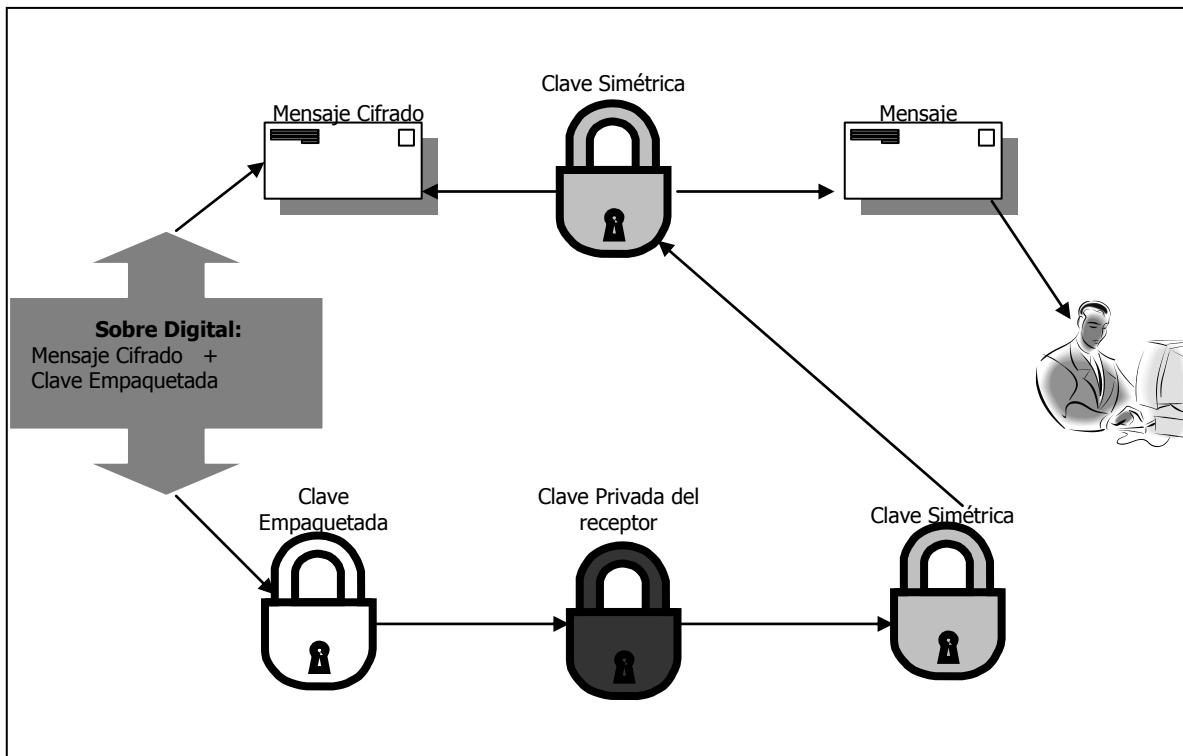 Clave Simétrica
Mensaje Cifrado
Mensaje
Sobre Digital:
Mensaje Cifrado +
Clave Empaquetada
Clave
Empaquetada
Clave Privada del
receptor
Clave Simétrica